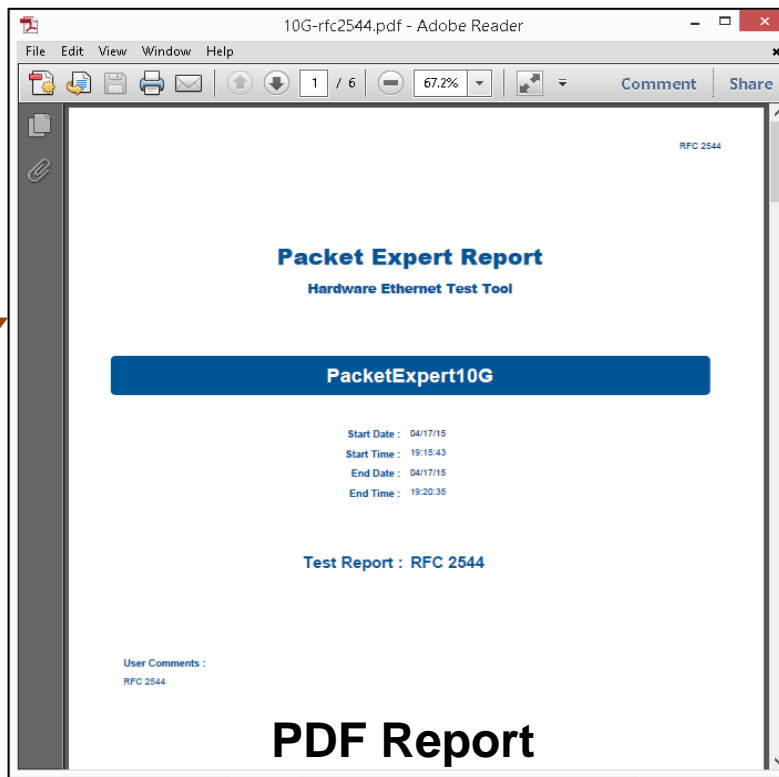 10G-rfc2544.pdf - Adobe Reader
File Edit View Window Help
1 / 6 67.2% Comment Share
RFC 2544
Packet Expert Report
Hardware Ethernet Test Tool
PacketExpert10G
Start Date : 04/17/15
Start Time : 19:15:43
End Date : 04/17/15
End Time : 19:20:35
Test Report : RFC 2544
User Comments :
RFC 2544
PDF Report